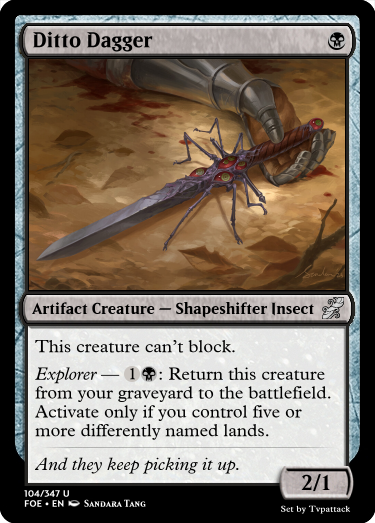 Ditto Dagger
This creature can't block.
Artifact Creature — Shapeshifter Insect
Explorer — 1: Return this creature
from your graveyard to the battlefield.
Activate only if you control five or
more differently named lands.
And they keep picking it up.
2/1
104/347 U
FOE • EN SANDARA TANG
Set by Tvpattack